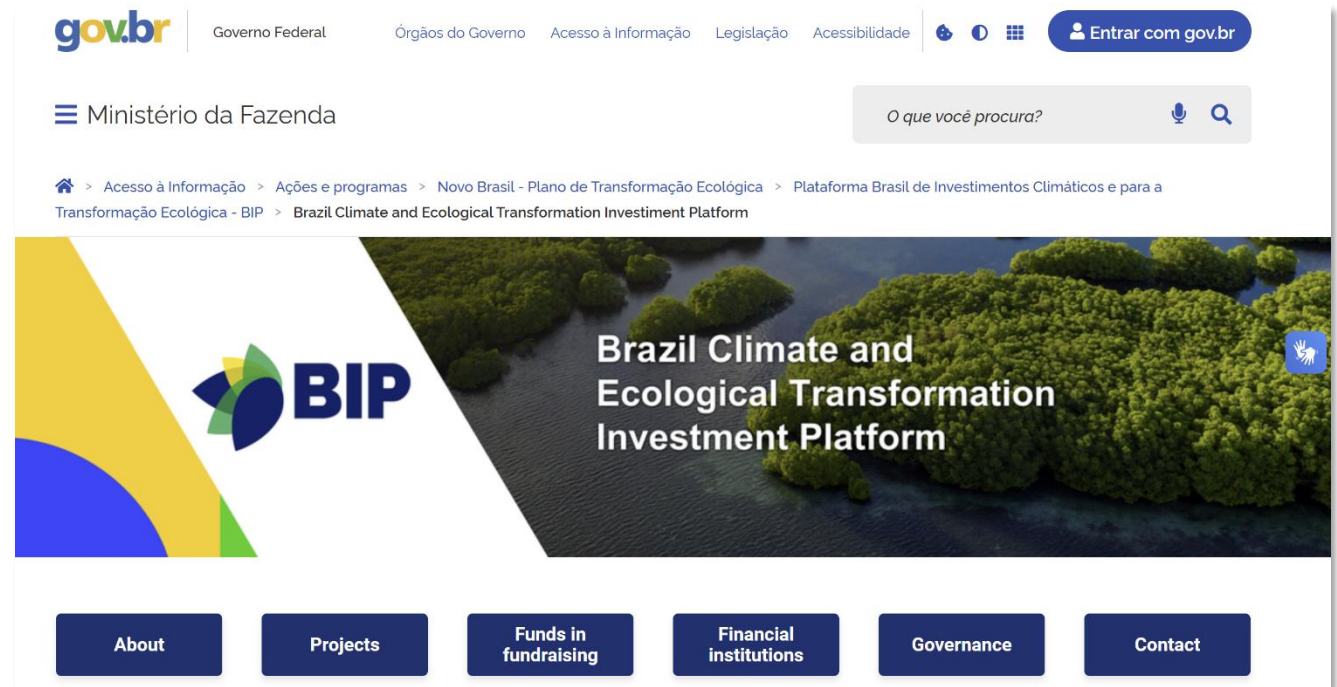 gov.br
Governo Federal
Órgãos do Governo
Acesso à Informação
Legislação
Acessibilidade
Entrar com gov.br
Ministério da Fazenda
O que você procura?
> Acesso à Informação > Ações e programas > Novo Brasil - Plano de Transformação Ecológica > Plataforma Brasil de Investimentos Climáticos e para a
Transformação Ecológica - BIP > Brazil Climate and Ecological Transformation Investiment Platform
BIP
Brazil Climate and
Ecological Transformation
Investment Platform
About
Projects
Funds in
fundraising
Financial
institutions
Governance
Contact